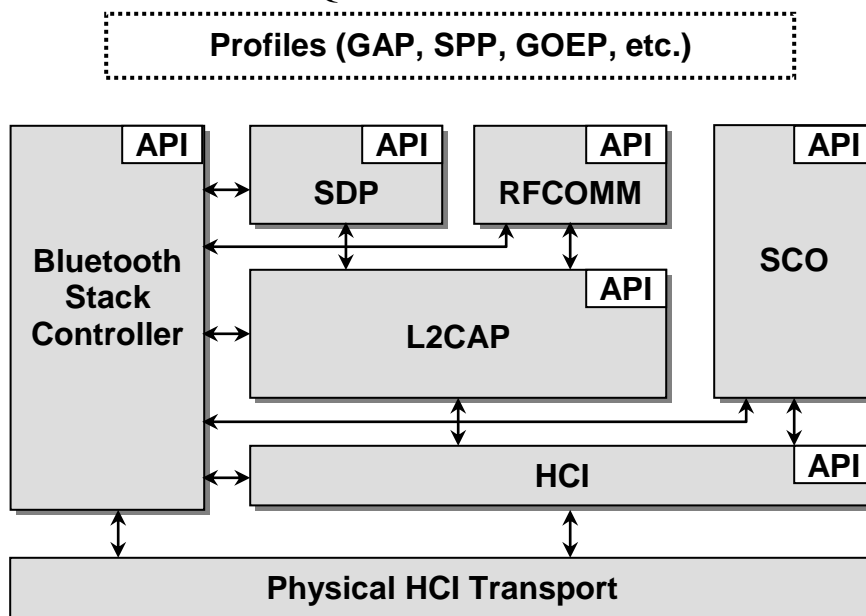 Profiles (GAP, SPP, GOEP, etc.)
API
API
API
API
SDP
RFCOMM
Bluetooth
Stack
Controller
SCO
API
L2CAP
API
HCI
Physical HCI Transport